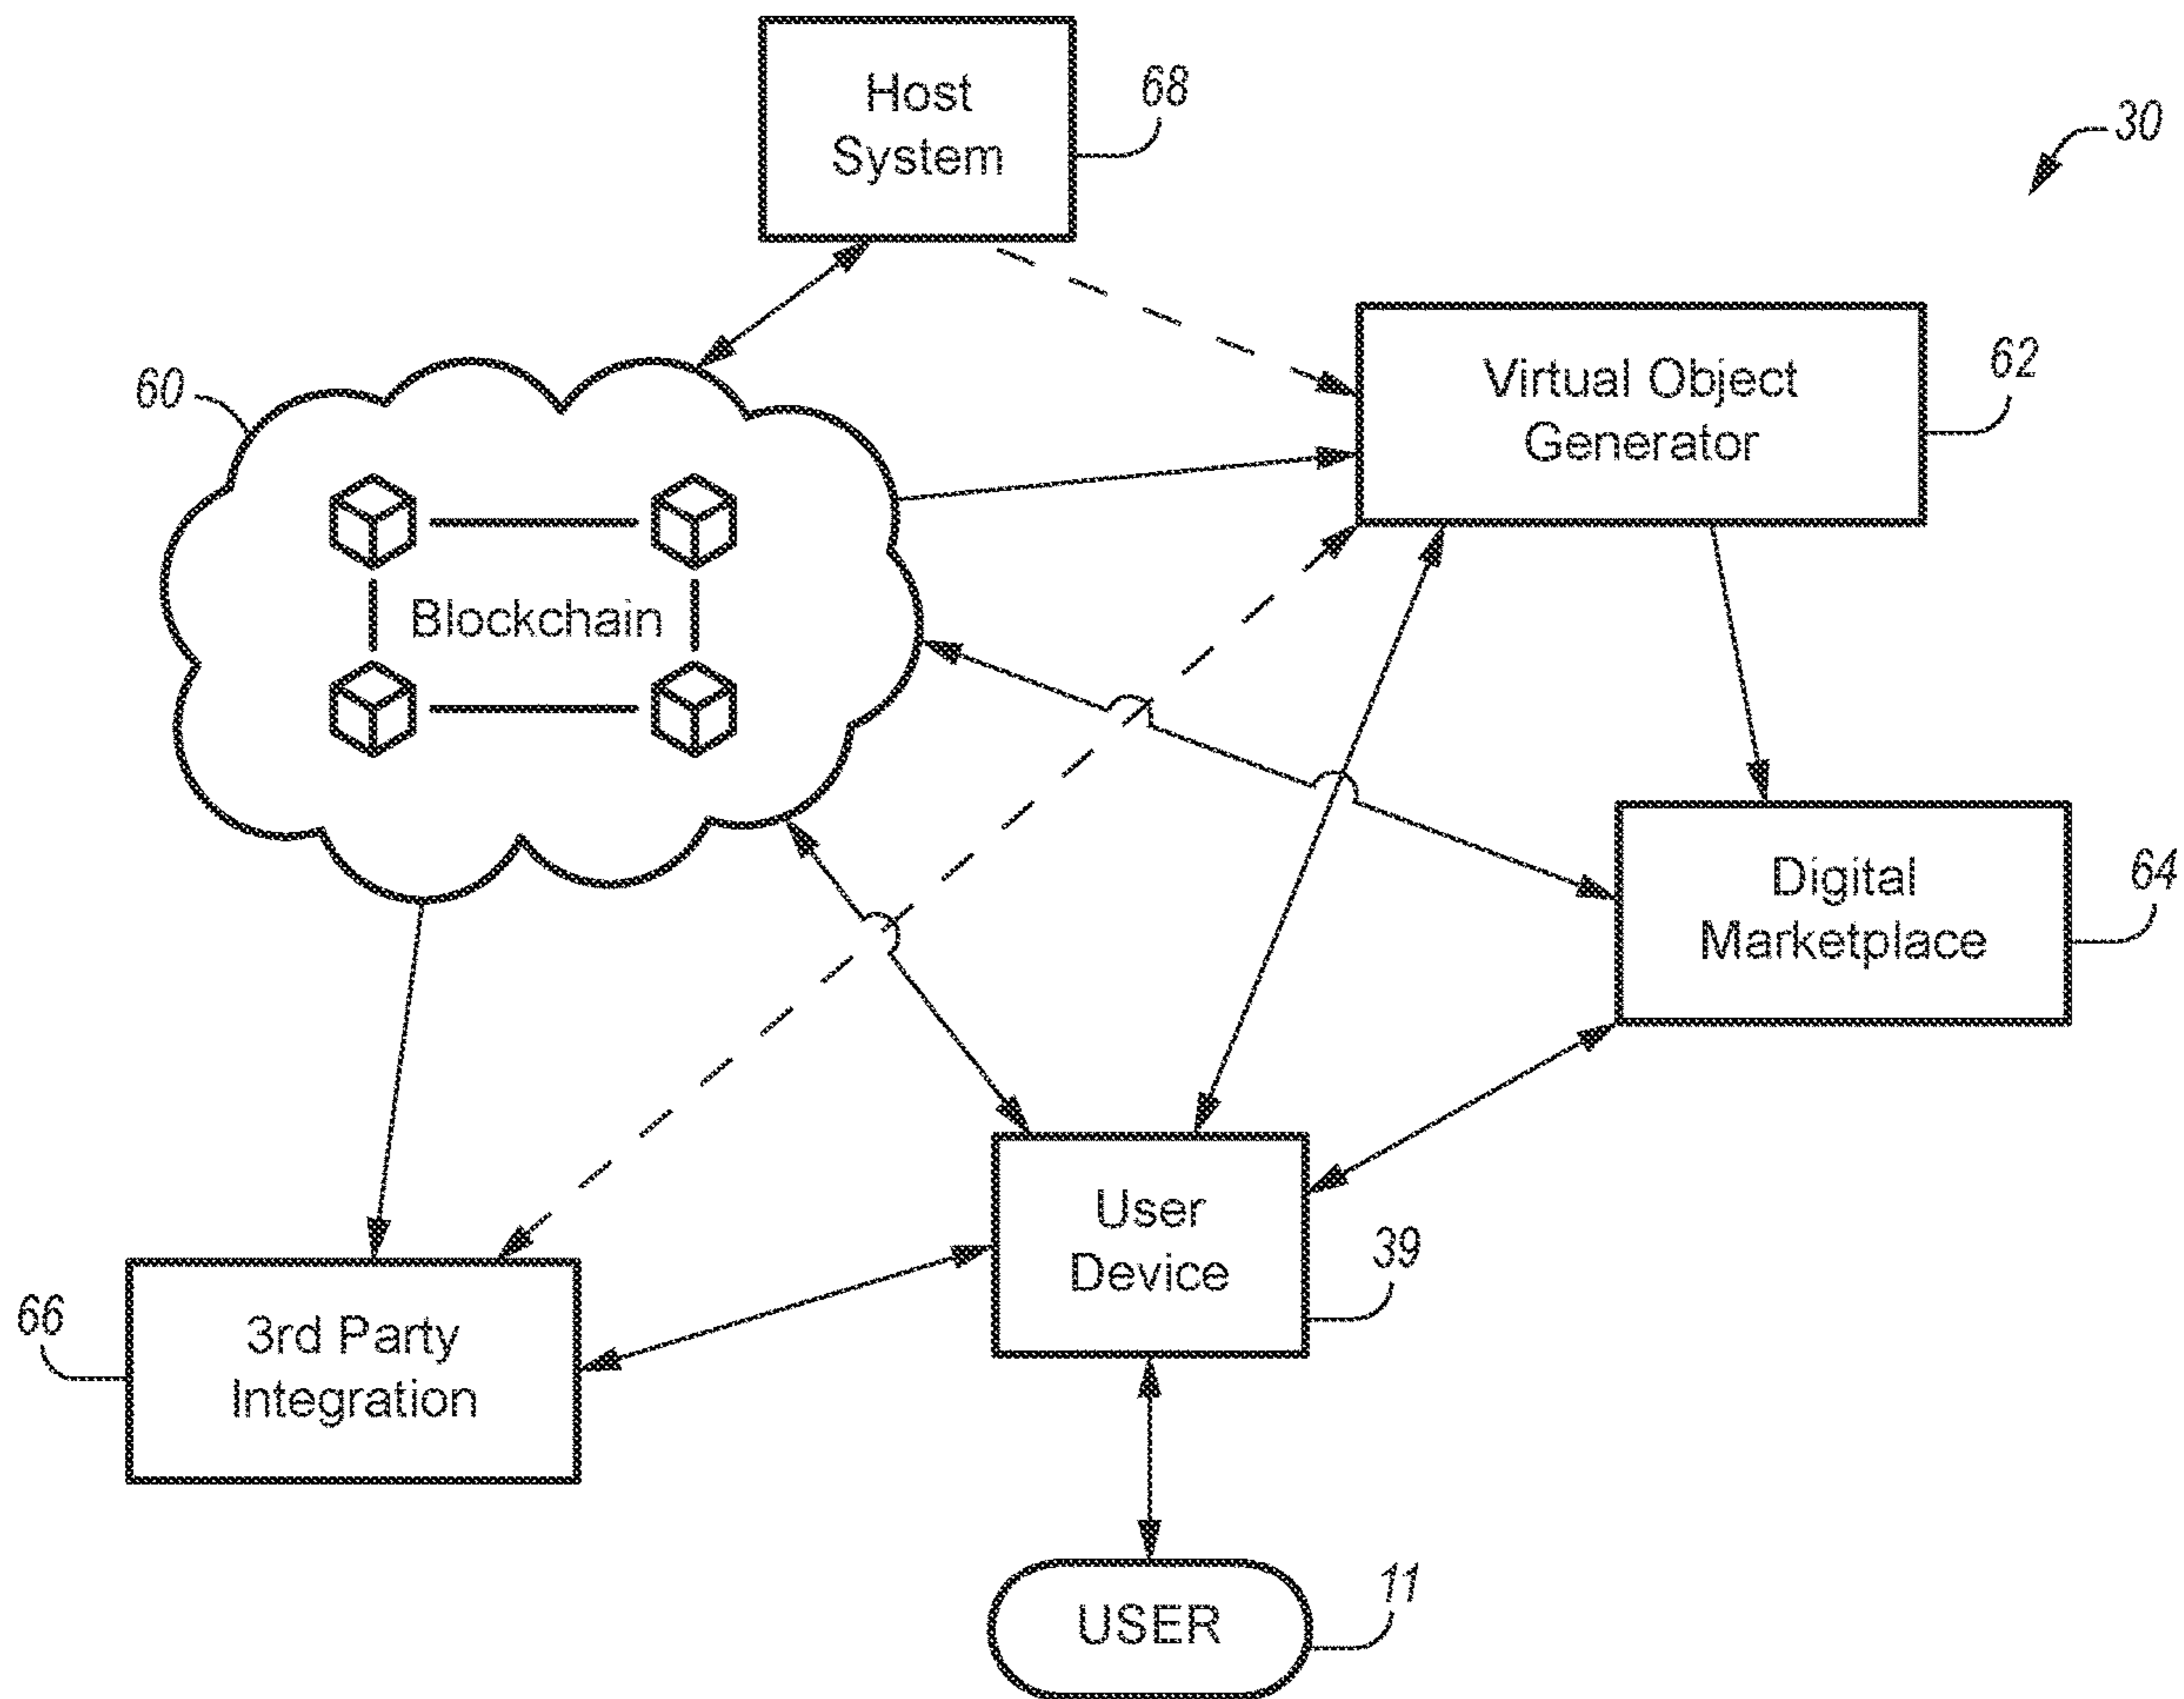 Host
System
68
30
Virtual Object
Generator
62
60
Blockchain
Digital
Marketplace
64
User
Device
39
3rd Party
Integration
66
USER
11